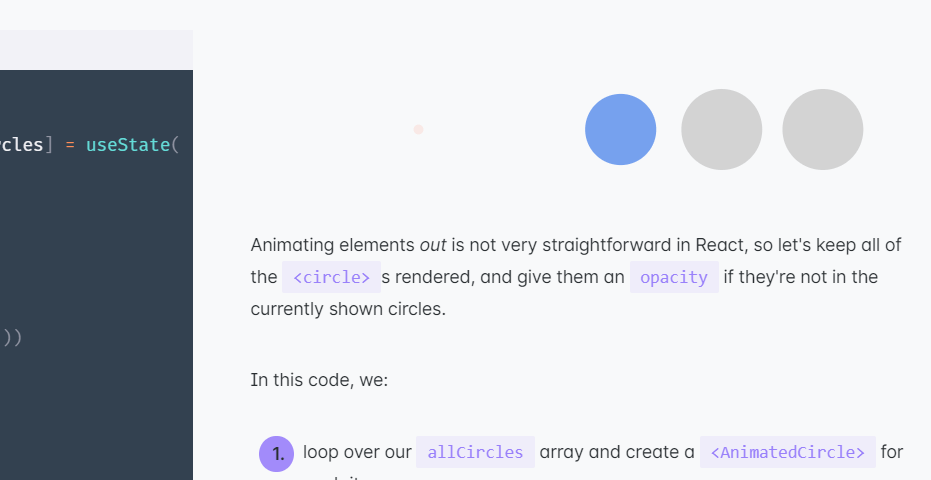 rcles] = useState(
))
Animating elements out is not very straightforward in React, so let's keep all of
the <circle> s rendered, and give them an opacity if they're not in the
currently shown circles.
In this code, we:
1. loop over our allCircles array and create a <AnimatedCircle> for